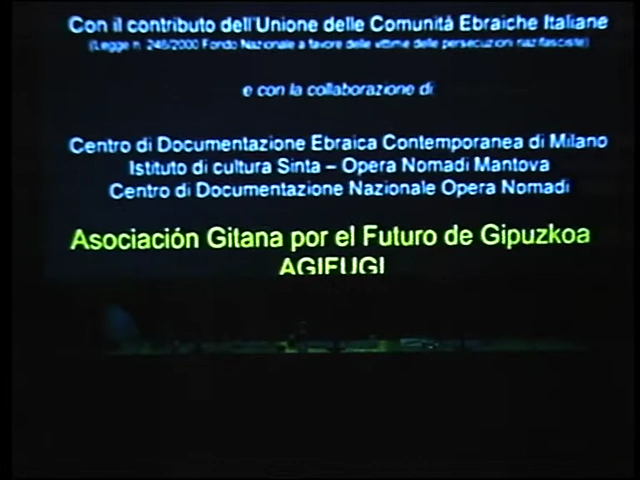 Con il contributo dell'Unione delle Comunità Ebraiche Italiane
(Legge n. 246/2000 Fondo Nazionale a favore delle vittime delle persecuzioni nazifasciste)
e con la collaborazione di
Centro di Documentazione Ebraica Contemporanea di Milano
Istituto di cultura Sinta – Opera Nomadi Mantova
Centro di Documentazione Nazionale Opera Nomadi
Asociación Gitana por el Futuro de Gipuzkoa
AGIFUGI